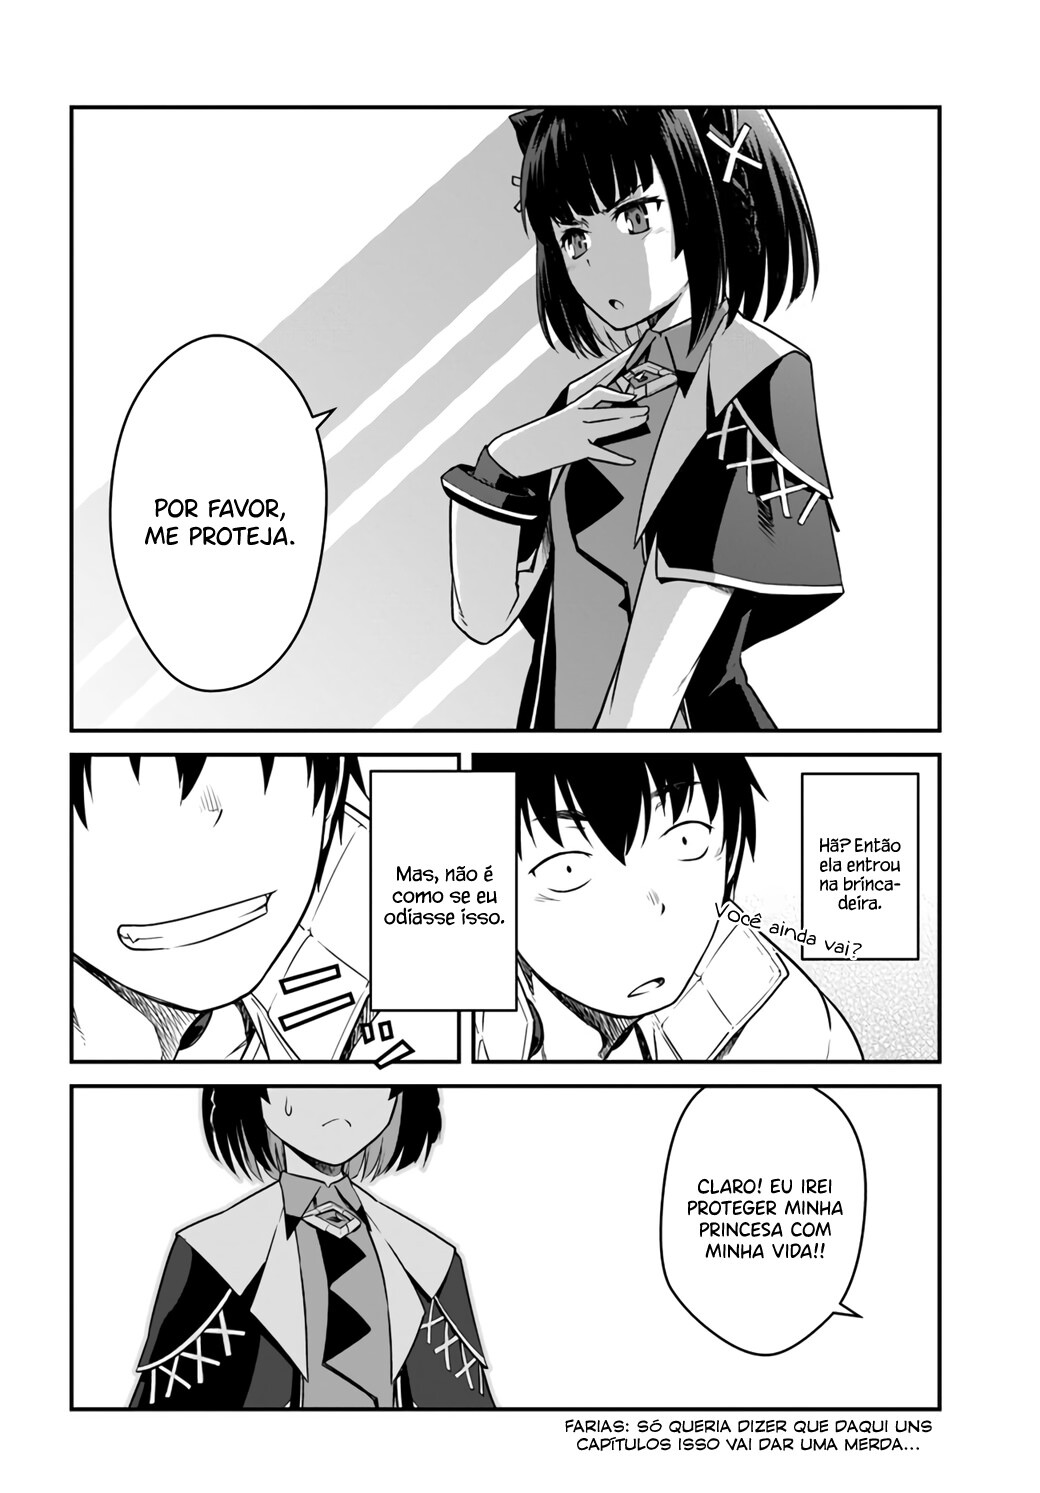 POR FAVOR,
ME PROTEJA.
Hã? Então
ela entrou
na brinca-
deira.
Você ainda vai?
Mas, não é
como se eu
odiasse isso.
CLARO! EU IREI
PROTEGER MINHA
PRINCESA COM
MINHA VIDA!!
FARIAS: SÓ QUERIA DIZER QUE DAQUI UNS
CAPÍTULOS ISSO VAI DAR UMA MERDA...